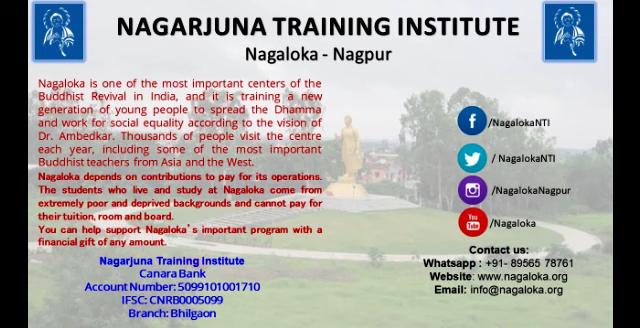 NAGARJUNA TRAINING INSTITUTE
Nagaloka - Nagpur
Nagaloka is one of the most important centers of the
Buddhist Revival in India, and it is training a new
generation of young people to spread the Dhamma
and work for social equality according to the vision of
Dr. Ambedkar. Thousands of people visit the centre
each year, including some of the most important
Buddhist teachers from Asia and the West.
Nagaloka depends on contributions to pay for its operations.
The students who live and study at Nagaloka come from
extremely poor and deprived backgrounds and cannot pay for
their tuition, room and board.
You can help support Nagaloka's important program with a
financial gift of any amount.
Nagarjuna Training Institute
Canara Bank
Account Number: 5099101001710
IFSC: CNRB0005099
Branch: Bhilgaon
/NagalokaNTI
/ NagalokaNTI
/NagalokaNagpur
You
Tube
/Nagaloka
Contact us:
Whatsapp : +91- 89565 78761
Website: www.nagaloka.org
Email: info@nagaloka.org